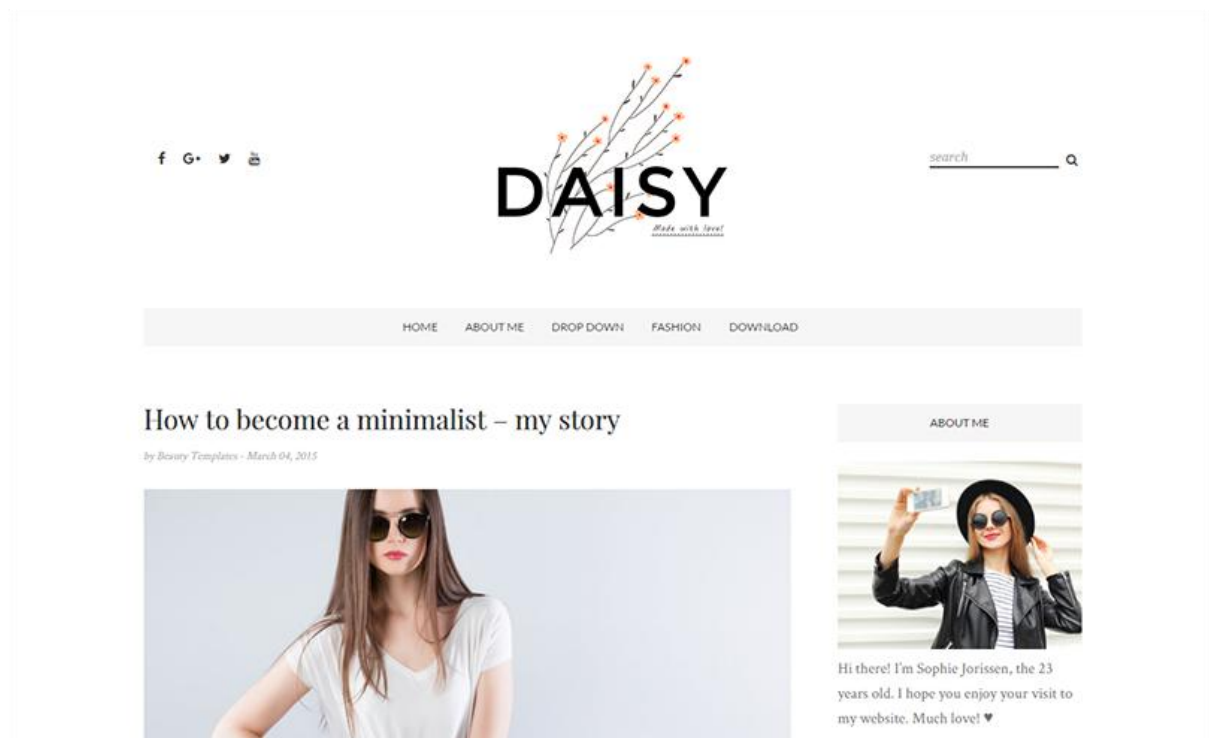 search
DAISY
Made with love!
HOME ABOUT ME DROP DOWN FASHION DOWNLOAD
How to become a minimalist – my story
by Beauty Templates - March 04, 2015
ABOUT ME
Hi there! I'm Sophie Jorissen, the 23
years old. I hope you enjoy your visit to
my website. Much love! ♥